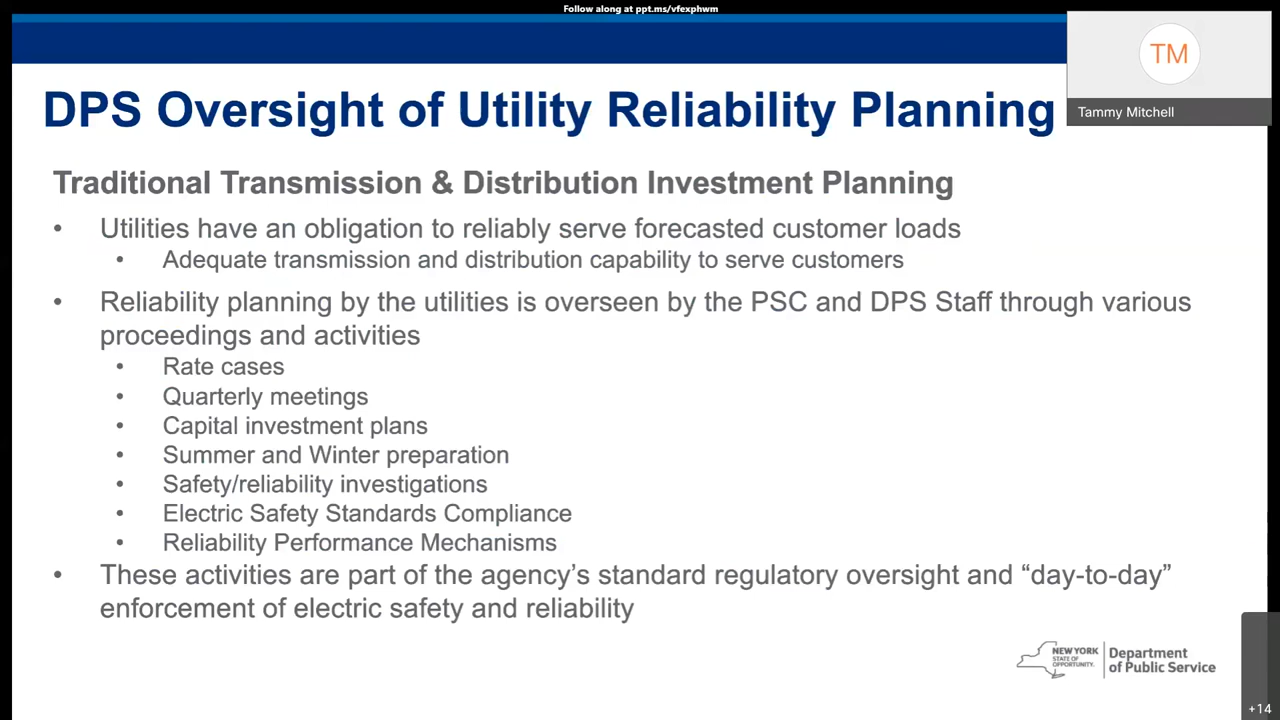 Follow along at ppt.ms/vfexphwm
TM
Tammy Mitchell
DPS Oversight of Utility Reliability Planning
Traditional Transmission & Distribution Investment Planning
• Utilities have an obligation to reliably serve forecasted customer loads
• Adequate transmission and distribution capability to serve customers
• Reliability planning by the utilities is overseen by the PSC and DPS Staff through various
proceedings and activities
• Rate cases
• Quarterly meetings
• Capital investment plans
• Summer and Winter preparation
• Safety/reliability investigations
• Electric Safety Standards Compliance
• Reliability Performance Mechanisms
• These activities are part of the agency’s standard regulatory oversight and “day-to-day”
enforcement of electric safety and reliability
NEW YORK
STATE OF
OPPORTUNITY.
Department
of Public Service
+14